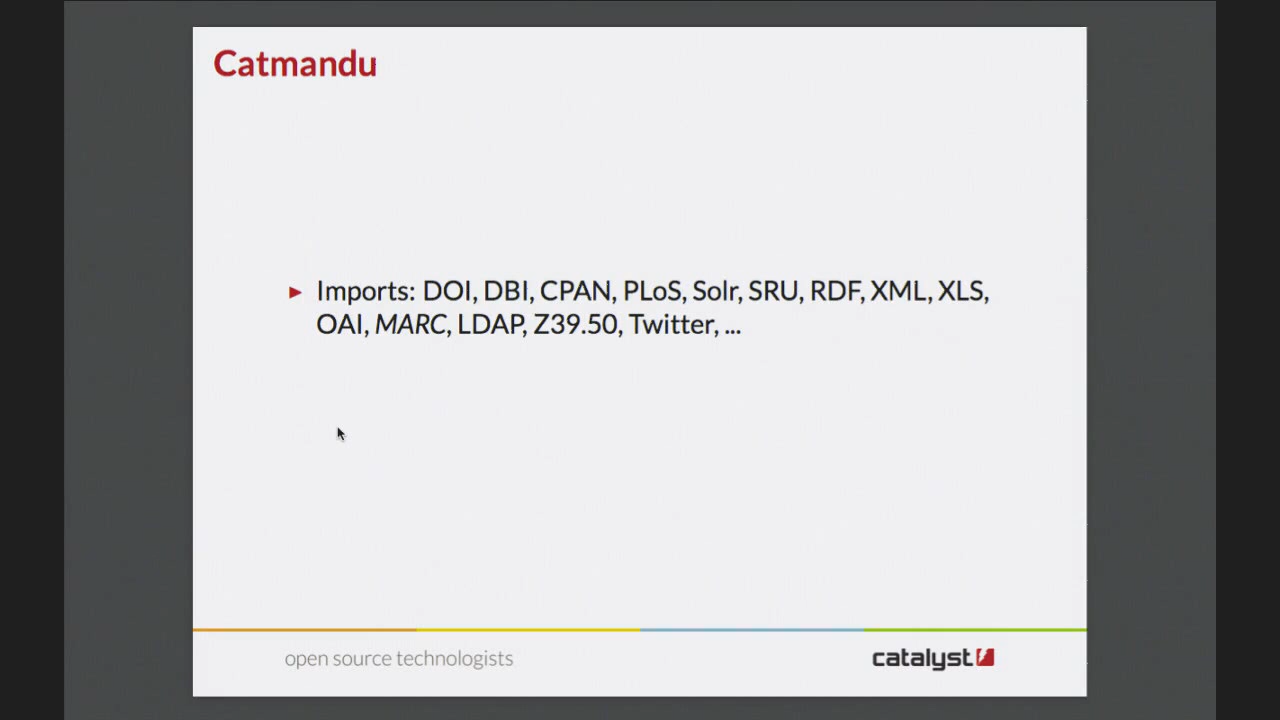 Catmandu
► Imports: DOI, DBI, CPAN, PLoS, Solr, SRU, RDF, XML, XLS,
OAI, MARC, LDAP, Z39.50, Twitter, ...
open source technologists
catalyst